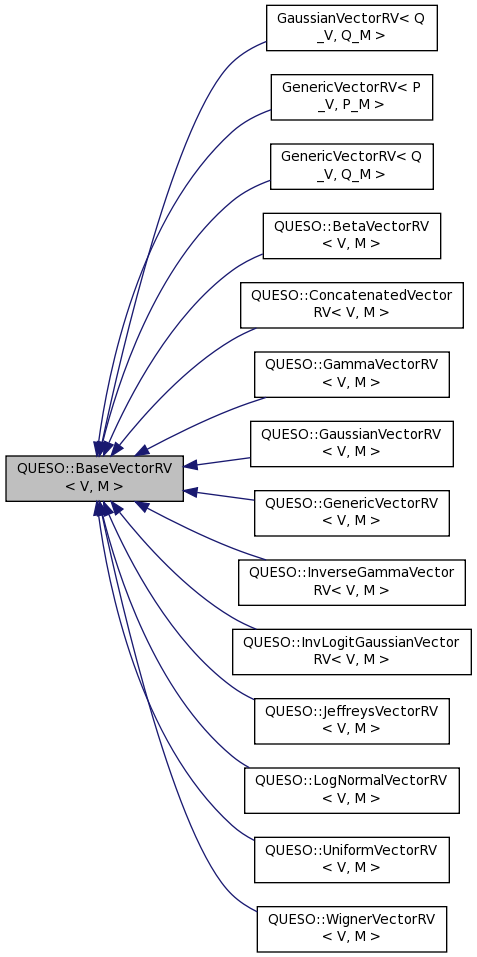 GaussianVectorRV< Q
_V, Q_M >
GenericVectorRV< P
_V, P_M >
GenericVectorRV< Q
_V, Q_M >
QUESO::BetaVectorRV
< V, M >
QUESO::ConcatenatedVector
RV< V, M >
QUESO::GammaVectorRV
< V, M >
QUESO::GaussianVectorRV
< V, M >
QUESO::BaseVectorRV
< V, M >
QUESO::GenericVectorRV
< V, M >
QUESO::InverseGammaVector
RV< V, M >
QUESO::InvLogitGaussianVector
RV< V, M >
QUESO::JeffreysVectorRV
< V, M >
QUESO::LogNormalVectorRV
< V, M >
QUESO::UniformVectorRV
< V, M >
QUESO::WignerVectorRV
< V, M >